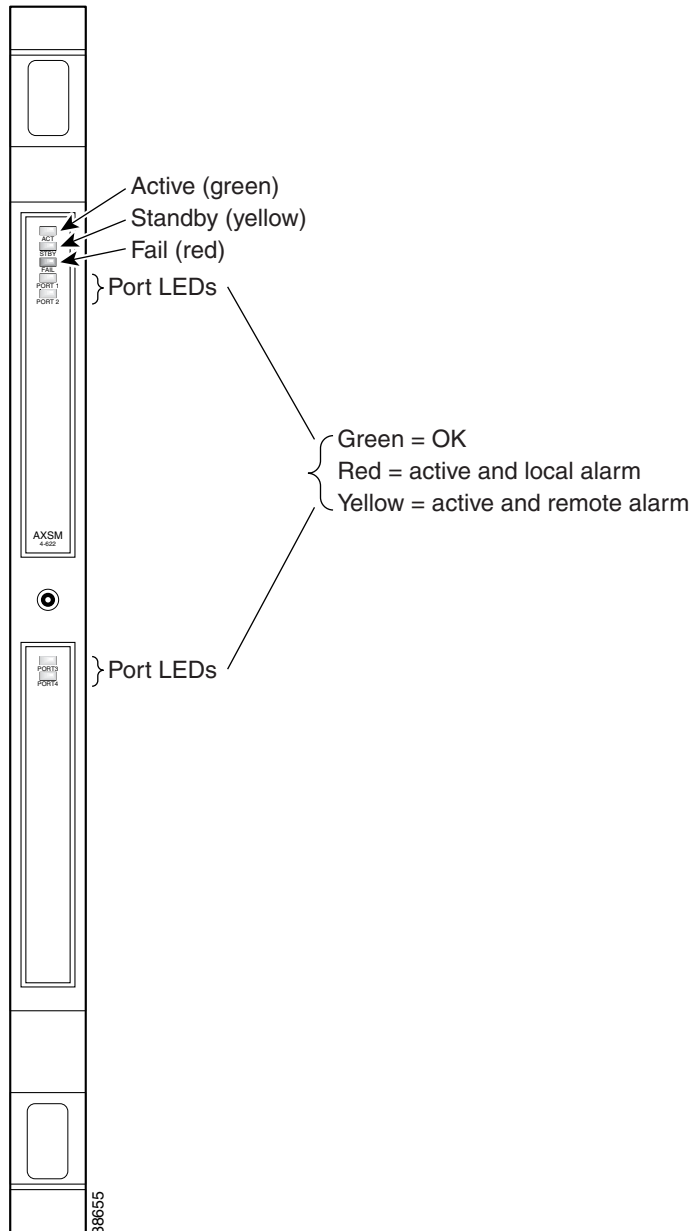 Active (green)
Standby (yellow)
Fail (red)
Port LEDs
ACT
STBY
FAIL
PORT 1
PORT 2
Green = OK
Red = active and local alarm
Yellow = active and remote alarm
AXSM
4-622
Port LEDs
PORT3
PORT4